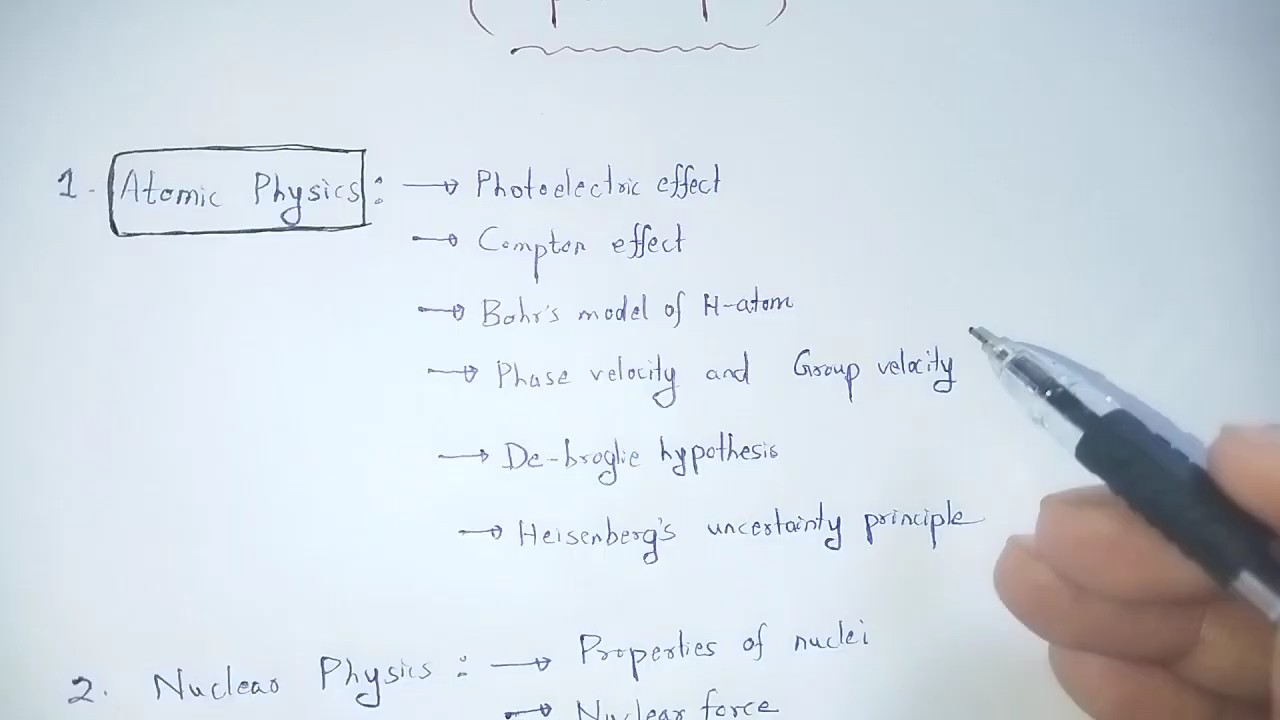 1. Atomic Physics : → Photoelectric effect
→ Compton effect
→ Bohr's model of H-atom
→ Phase velocity and Group velocity
→ De-broglie hypothesis
→ Heisenberg's uncertainty principle
2. Nuclear Physics : → Properties of nuclei
→ Nuclear force